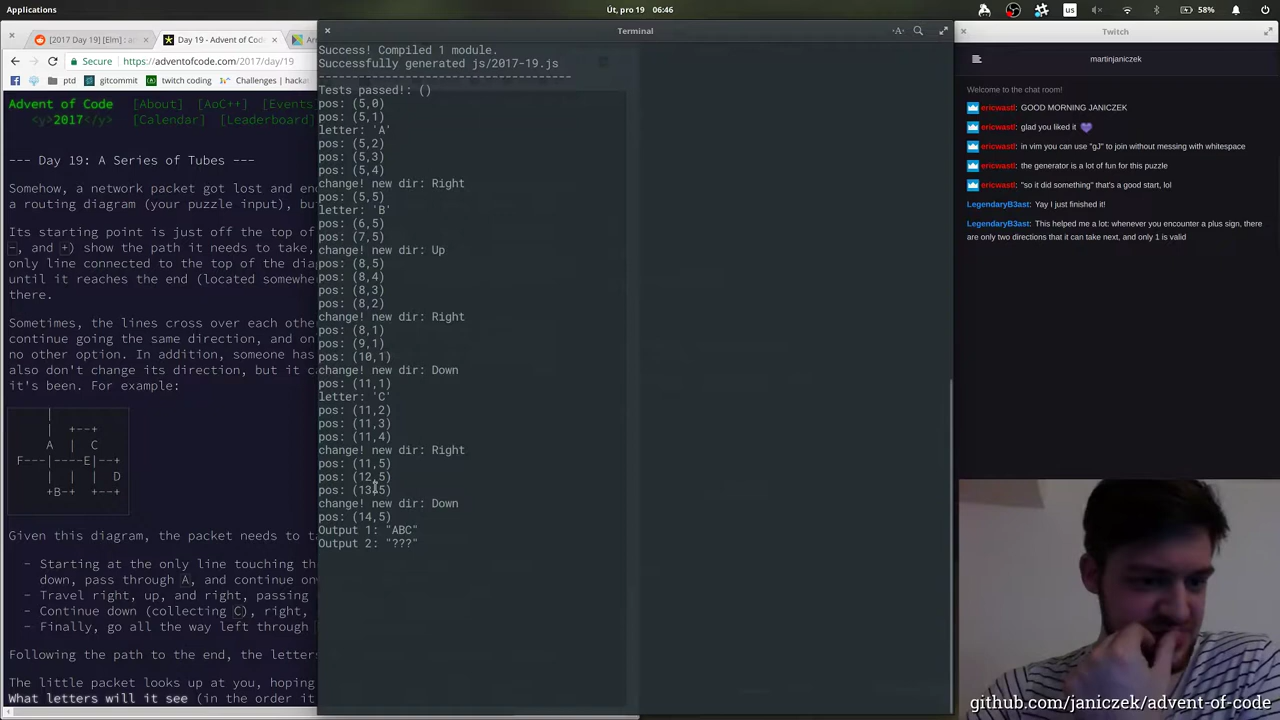 Applications
Út, pro 19 06:46
us
58%
[2017 Day 19] [Elm] : a
Day 19 - Advent of Cod
Secure
https://adventofcode.com/2017/day/19
ptd
gitcommit
twitch coding
Challenges | hacka
Advent of Code [About] [AoC++] [Events
<y>2017</y> [Calendar] [Leaderboard]
--- Day 19: A Series of Tubes ---
Somehow, a network packet got lost and en
a routing diagram (your puzzle input), bu
Its starting point is just off the top of
-, and +) show the path it needs to take,
only line connected to the top of the dia
until it reaches the end (located somewhe
there.
Sometimes, the lines cross over each othe
continue going the same direction, and on
no other option. In addition, someone has
also don't change its direction, but it c
it's been. For example:
|
| +--+
A | C
F---|----E|--+
| | | D
+B-+ +--+
Given this diagram, the packet needs to t
- Starting at the only line touching th
down, pass through A, and continue on
- Travel right, up, and right, passing
- Continue down (collecting C), right,
- Finally, go all the way left through
Following the path to the end, the letter
The little packet looks up at you, hoping
What letters will it see (in the order it
Terminal
Success! Compiled 1 module.
Successfully generated js/2017-19.js
--------------------------------------
Tests passed!: ()
pos: (5,0)
pos: (5,1)
letter: 'A'
pos: (5,2)
pos: (5,3)
pos: (5,4)
change! new dir: Right
pos: (5,5)
letter: 'B'
pos: (6,5)
pos: (7,5)
change! new dir: Up
pos: (8,5)
pos: (8,4)
pos: (8,3)
pos: (8,2)
change! new dir: Right
pos: (8,1)
pos: (9,1)
pos: (10,1)
change! new dir: Down
pos: (11,1)
letter: 'C'
pos: (11,2)
pos: (11,3)
pos: (11,4)
change! new dir: Right
pos: (11,5)
pos: (12,5)
pos: (13,5)
change! new dir: Down
pos: (14,5)
Output 1: "ABC"
Output 2: "???"
Twitch
martinjaniczek
Welcome to the chat room!
ericwastl: GOOD MORNING JANICZEK
ericwastl: glad you liked it
ericwastl: in vim you can use "gJ" to join without messing with whitespace
ericwastl: the generator is a lot of fun for this puzzle
ericwastl: "so it did something" that's a good start, lol
LegendaryB3ast: Yay I just finished it!
LegendaryB3ast: This helped me a lot: whenever you encounter a plus sign, there
are only two directions that it can take next, and only 1 is valid
github.com/janiczek/advent-of-code